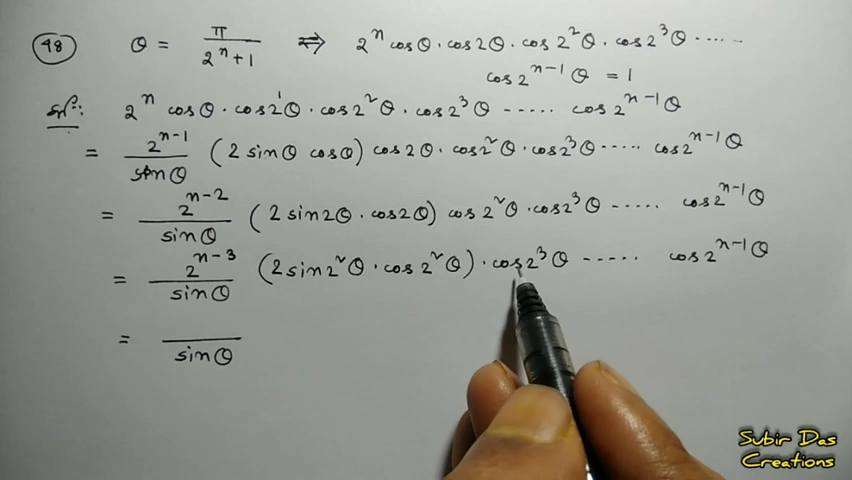 48 θ = π / 2^n + 1 ⇒ 2^n cosθ · cos2θ · cos2^2θ · cos2^3θ ·····
cos2^(n-1)θ = 1
2^n cosθ · cos2^1θ · cos2^2θ · cos2^3θ ····· cos2^(n-1)θ
= 2^(n-1) / sinθ (2 sinθ cosθ) cos2θ · cos2^2θ · cos2^3θ ····· cos2^(n-1)θ
= 2^(n-2) / sinθ (2 sin2θ · cos2θ) cos2^2θ · cos2^3θ ····· cos2^(n-1)θ
= 2^(n-3) / sinθ (2 sin2^2θ · cos2^2θ) · cos2^3θ ····· cos2^(n-1)θ
= / sinθ
Subir Das
Creations